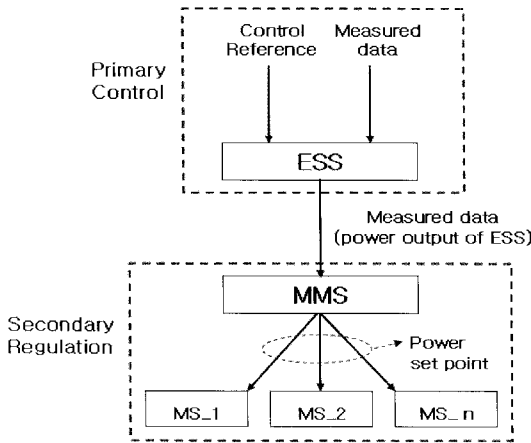 Control
Reference
Measured
data
Primary
Control
ESS
Measured data
(power output of ESS)
MMS
Secondary
Regulation
Power
set point
MS_1
MS_2
MS_n